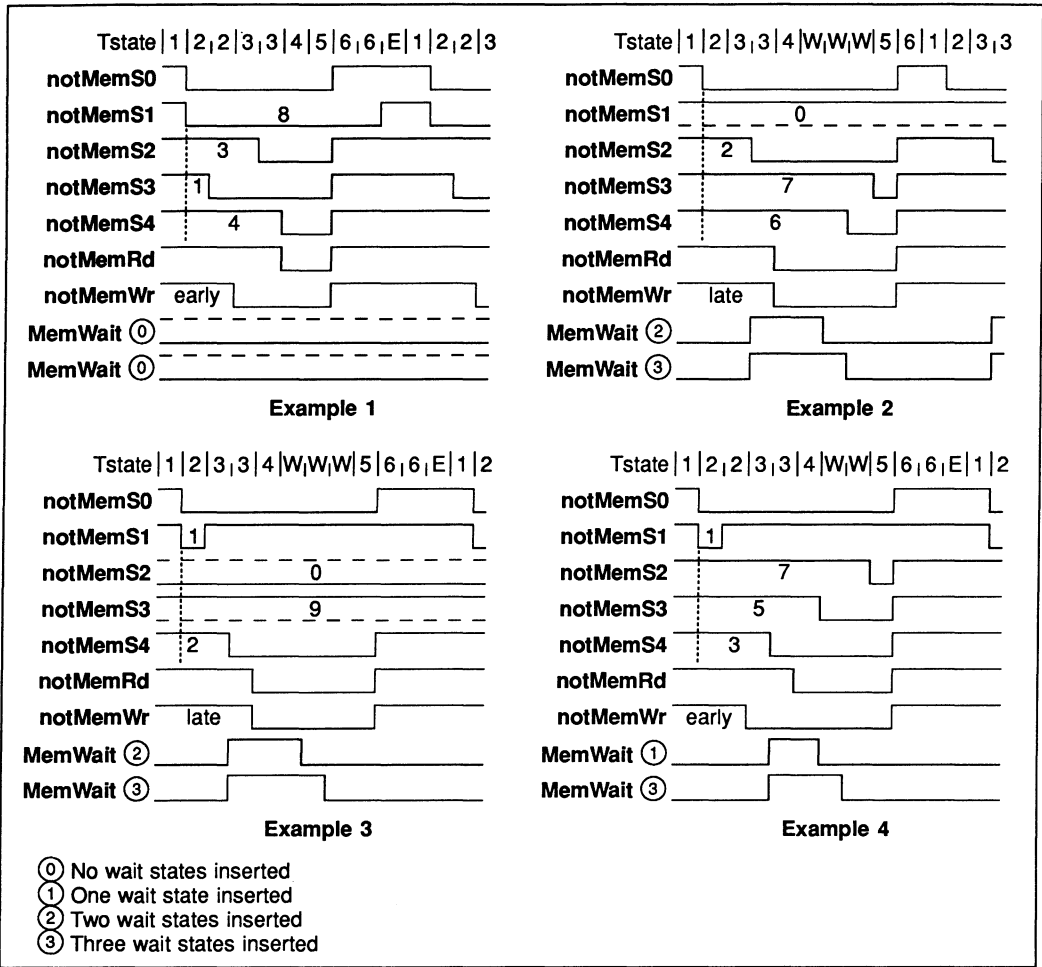 Tstate|1|2|2|3|3|4|5|6|6|E|1|2|2|3
notMemS0
notMemS1 8
notMemS2 3
notMemS3 1
notMemS4 4
notMemRd
notMemWr early
MemWait ⓪
MemWait ⓪
Example 1
Tstate|1|2|3|3|4|W|W|W|5|6|1|2|3|3
notMemS0
notMemS1 0
notMemS2 2
notMemS3 7
notMemS4 6
notMemRd
notMemWr late
MemWait ②
MemWait ③
Example 2
Tstate|1|2|3|3|4|W|W|W|5|6|6|E|1|2
notMemS0
notMemS1 1
notMemS2 0
notMemS3 9
notMemS4 2
notMemRd
notMemWr late
MemWait ②
MemWait ③
Example 3
Tstate|1|2|2|3|3|4|W|W|5|6|6|E|1|2
notMemS0
notMemS1 1
notMemS2 7
notMemS3 5
notMemS4 3
notMemRd
notMemWr early
MemWait ①
MemWait ③
Example 4
⓪ No wait states inserted
① One wait state inserted
② Two wait states inserted
③ Three wait states inserted